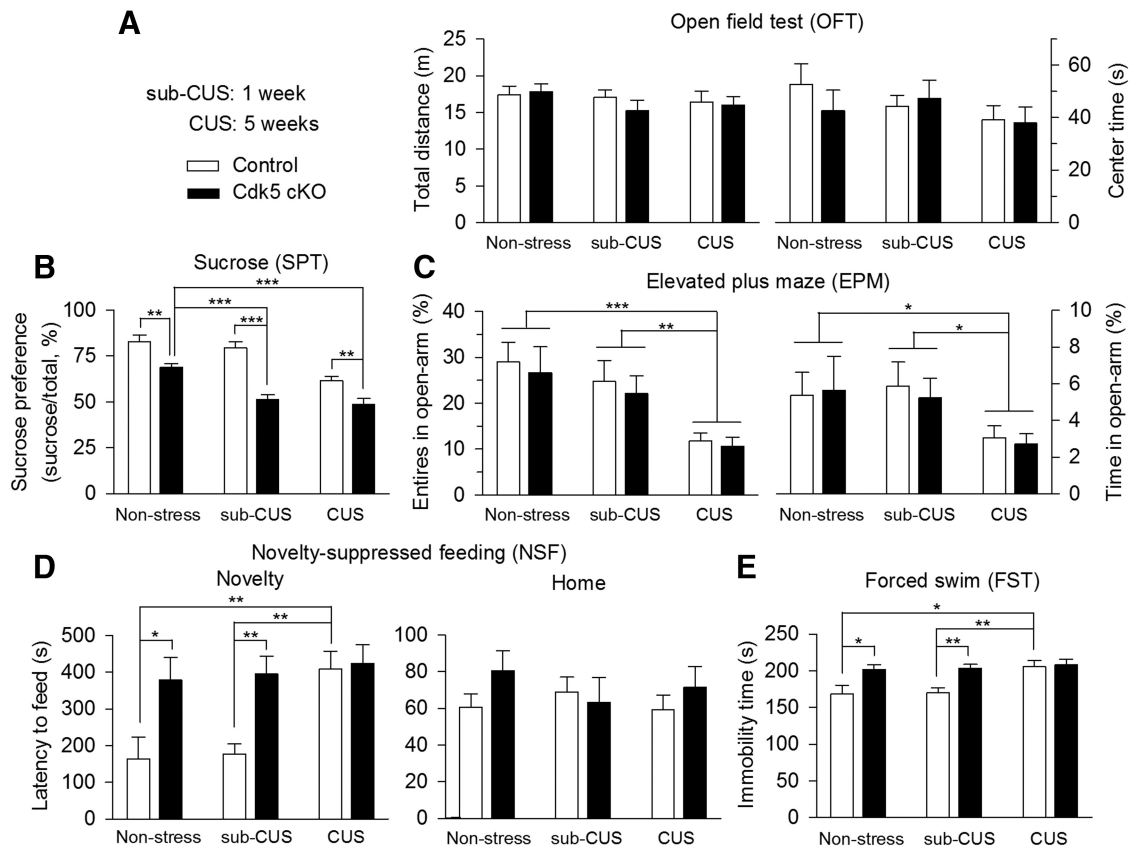 A
sub-CUS: 1 week
CUS: 5 weeks
Control
Cdk5 cKO
Open field test (OFT)
Total distance (m)
25
20
15
10
5
0
Non-stress
sub-CUS
CUS
Center time (s)
60
40
20
0
Non-stress
sub-CUS
CUS
B
Sucrose (SPT)
Sucrose preference
(sucrose/total, %)
100
75
50
25
0
**
***
***
***
**
Non-stress
sub-CUS
CUS
C
Elevated plus maze (EPM)
Entires in open-arm (%)
40
30
20
10
0
***
**
Non-stress
sub-CUS
CUS
Time in open-arm (%)
10
8
6
4
2
0
*
*
Non-stress
sub-CUS
CUS
D
Novelty-suppressed feeding (NSF)
Novelty
Latency to feed (s)
500
400
300
200
100
0
**
**
*
**
Non-stress
sub-CUS
CUS
Home
100
80
60
40
20
0
Non-stress
sub-CUS
CUS
E
Forced swim (FST)
Immobility time (s)
250
200
150
100
50
0
*
**
*
**
Non-stress
sub-CUS
CUS